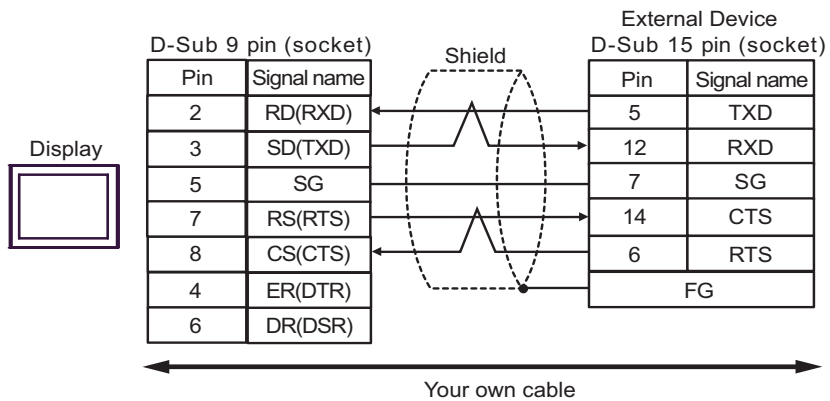 External Device
D-Sub 9 pin (socket)
Shield
D-Sub 15 pin (socket)
Pin Signal name
Pin Signal name
2 RD(RXD)
5 TXD
Display
3 SD(TXD)
12 RXD
5 SG
7 SG
7 RS(RTS)
14 CTS
8 CS(CTS)
6 RTS
4 ER(DTR)
FG
6 DR(DSR)
Your own cable